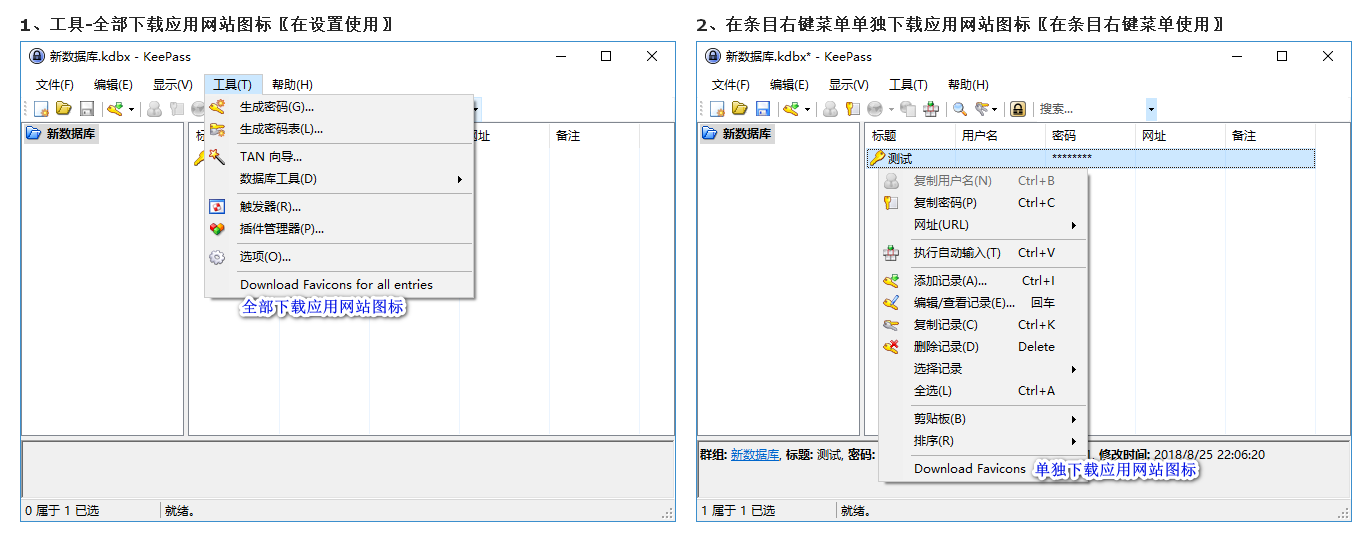 1、工具-全部下载应用网站图标〖在设置使用〗
新数据库.kdbx - KeePass
文件(F) 编辑(E) 显示(V) 工具(T) 帮助(H)
生成密码(G)...
生成密码表(L)...
TAN 向导...
数据库工具(D)
触发器(R)...
插件管理器(P)...
选项(O)...
Download Favicons for all entries
全部下载应用网站图标
新数据库
备注
0 属于 1 已选
就绪。
2、在条目右键菜单单独下载应用网站图标〖在条目右键菜单使用〗
新数据库.kdbx* - KeePass
文件(F) 编辑(E) 显示(V) 工具(T) 帮助(H)
搜索...
新数据库
标题 用户名 密码 网址 备注
测试 ********
复制用户名(N) Ctrl+B
复制密码(P) Ctrl+C
网址(URL)
执行自动输入(T) Ctrl+V
添加记录(A)... Ctrl+I
编辑/查看记录(E)... 回车
复制记录(C) Ctrl+K
删除记录(D) Delete
选择记录
全选(L) Ctrl+A
剪贴板(B)
排序(R)
Download Favicons
单独下载应用网站图标
群组: 新数据库, 标题: 测试, 密码: 修改时间: 2018/8/25 22:06:20
1 属于 1 已选
就绪。